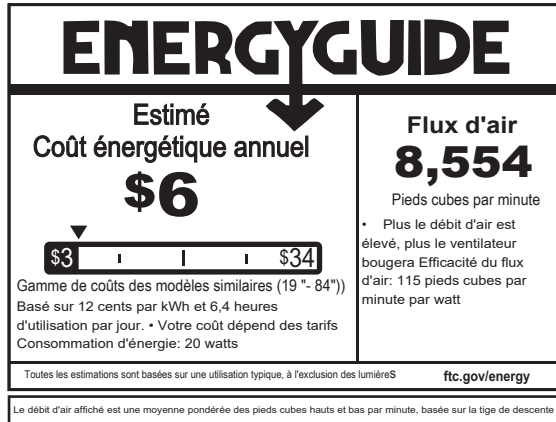 ENERGYGUIDE
Estimé
Coût énergétique annuel
$6
$3
$34
Gamme de coûts des modèles similaires (19 "- 84"))
Basé sur 12 cents par kWh et 6,4 heures
d'utilisation par jour. • Votre coût dépend des tarifs
Consommation d'énergie: 20 watts
Flux d'air
8,554
Pieds cubes par minute
• Plus le débit d'air est
élevé, plus le ventilateur
bougera Efficacité du flux
d'air: 115 pieds cubes par
minute par watt
Toutes les estimations sont basées sur une utilisation typique, à l'exclusion des lumièreS
ftc.gov/energy
Le débit d'air affiché est une moyenne pondérée des pieds cubes hauts et bas par minute, basée sur la tige de descente